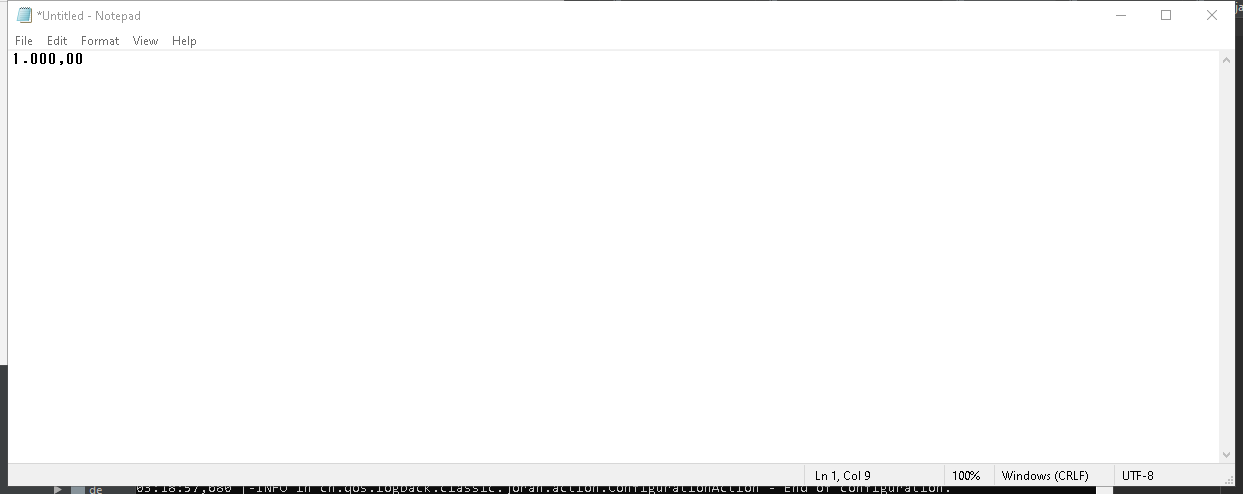 *Untitled - Notepad
File Edit Format View Help
1.000,00
Ln 1, Col 9 100% Windows (CRLF) UTF-8
de 03:18:57,680 |-INFO in ch.qos.logback.classic.joran.action.ConfigurationAction - End of configuration.